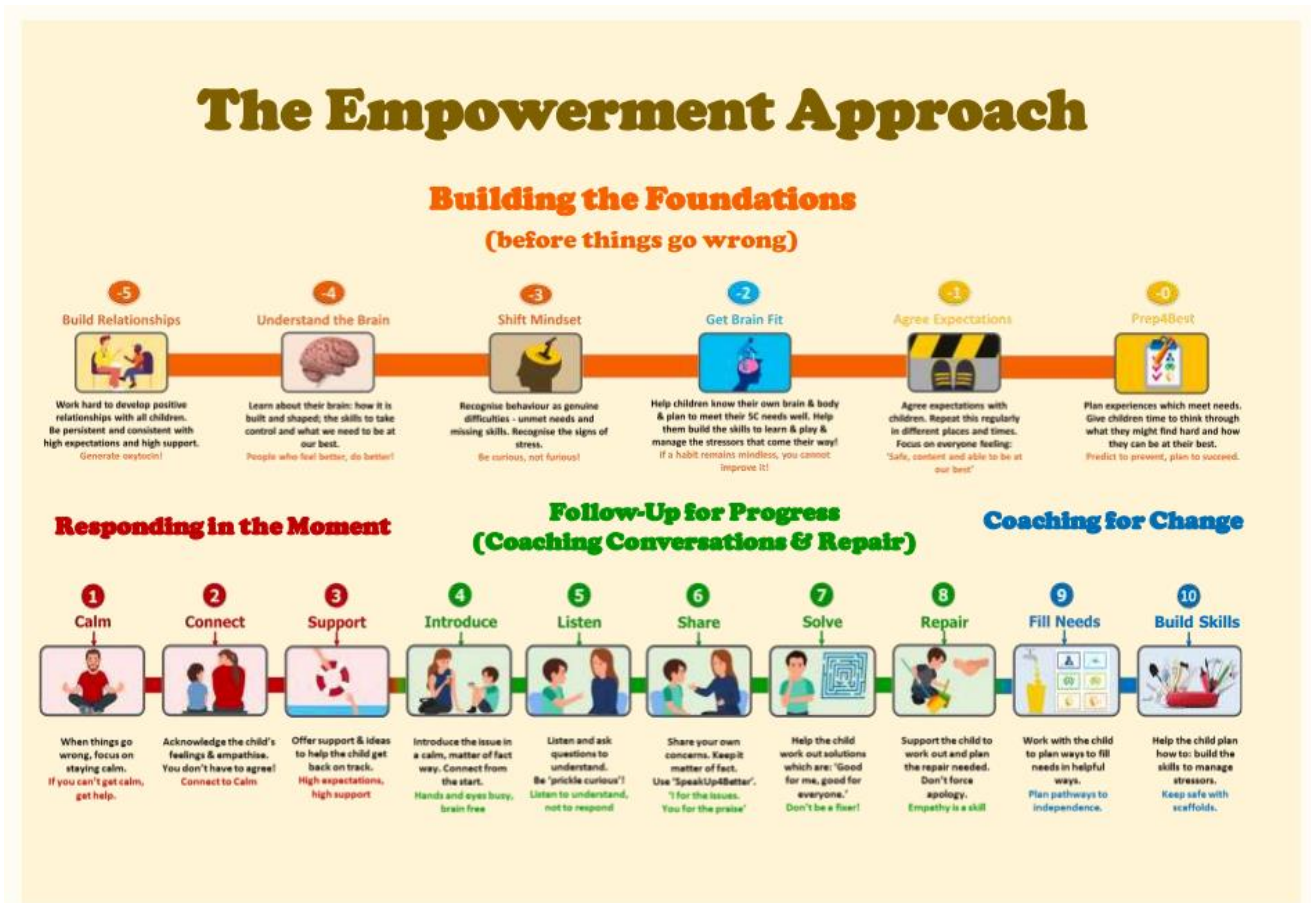 The Empowerment Approach
Building the Foundations
(before things go wrong)
-5
Build Relationships
Work hard to develop positive
relationships with all children.
Be persistent and consistent with
high expectations and high support.
Generate oxytocin!
-4
Understand the Brain
Learn about their brain: how it is
built and shaped; the skills to take
control and what we need to be at
our best.
People who feel better, do better!
-3
Shift Mindset
Recognise behaviour as genuine
difficulties - unmet needs and
missing skills. Recognise the signs of
stress.
Be curious, not furious!
-2
Get Brain Fit
Help children know their own brain & body
& plan to meet their 5C needs well. Help
them build the skills to learn & play &
manage the stressors that come their way!
If a habit remains mindless, you cannot
improve it!
-1
Agree Expectations
Agree expectations with
children. Repeat this regularly
in different places and times.
Focus on everyone feeling:
'Safe, content and able to be at
our best'
-0
Prep4Best
Plan experiences which meet needs.
Give children time to think through
what they might find hard and how
they can be at their best.
Predict to prevent, plan to succeed.
Responding in the Moment
1
Calm
When things go
wrong, focus on
staying calm.
If you can't get calm,
get help.
2
Connect
Acknowledge the child's
feelings & empathise.
You don't have to agree!
Connect to Calm
3
Support
Offer support & ideas
to help the child get
back on track.
High expectations,
high support
Follow-Up for Progress
(Coaching Conversations & Repair)
4
Introduce
Introduce the issue in
a calm, matter of fact
way. Connect from
the start.
Hands and eyes busy,
brain free
5
Listen
Listen and ask
questions to
understand.
Be 'prickle curious'!
Listen to understand,
not to respond
6
Share
Share your own
concerns. Keep it
matter of fact.
Use 'SpeakUp4Better'.
'I for the issues.
You for the praise'
7
Solve
Help the child
work out solutions
which are: 'Good
for me, good for
everyone.'
Don't be a fixer!
8
Repair
Support the child to
work out and plan
the repair needed.
Don't force
apology.
Empathy is a skill
Coaching for Change
9
Fill Needs
Work with the child
to plan ways to fill
needs in helpful
ways.
Plan pathways to
independence.
10
Build Skills
Help the child plan
how to: build the
skills to manage
stressors.
Keep safe with
scaffolds.